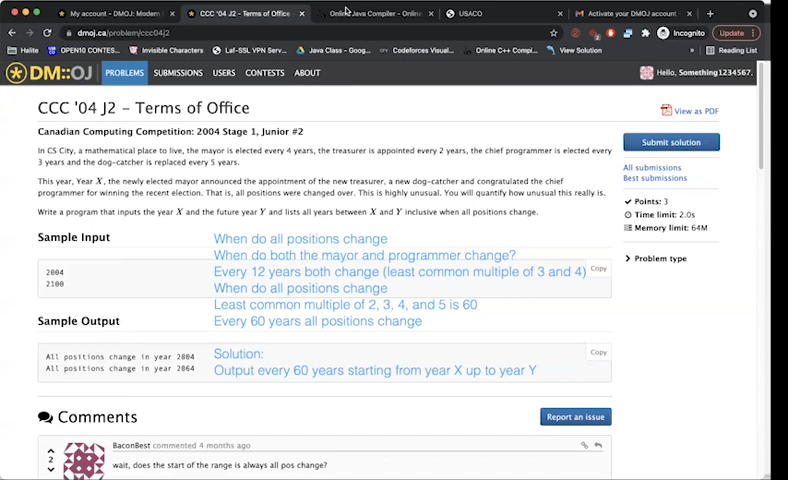 My account - DMOJ: Modern
CCC '04 J2 - Terms of Office
Online Java Compiler - Online
USACO
Activate your DMOJ account -
dmoj.ca/problem/ccc04j2
Incognito
Update
Halite
OPEN10 CONTES...
Invisible Characters
Laf-SSL VPN Serv...
Java Class - Goog...
Codeforces Visual...
Online C++ Compi...
View Solution
Reading List
DMOJ
PROBLEMS
SUBMISSIONS
USERS
CONTESTS
ABOUT
Hello, Something1234567.
CCC '04 J2 - Terms of Office
View as PDF
Canadian Computing Competition: 2004 Stage 1, Junior #2
In CS City, a mathematical place to live, the mayor is elected every 4 years, the treasurer is appointed every 2 years, the chief programmer is elected every
3 years and the dog-catcher is replaced every 5 years.
This year, Year X, the newly elected mayor announced the appointment of the new treasurer, a new dog-catcher and congratulated the chief
programmer for winning the recent election. That is, all positions were changed over. This is highly unusual. You will quantify how unusual this really is.
Write a program that inputs the year X and the future year Y and lists all years between X and Y inclusive when all positions change.
Submit solution
All submissions
Best submissions
Points: 3
Time limit: 2.0s
Memory limit: 64M
Problem type
Sample Input
2004
2100
Copy
When do all positions change
When do both the mayor and programmer change?
Every 12 years both change (least common multiple of 3 and 4)
When do all positions change
Least common multiple of 2, 3, 4, and 5 is 60
Every 60 years all positions change
Sample Output
All positions change in year 2004
All positions change in year 2064
Copy
Solution:
Output every 60 years starting from year X up to year Y
Comments
Report an issue
2
BaconBest commented 4 months ago
wait, does the start of the range is always all pos change?